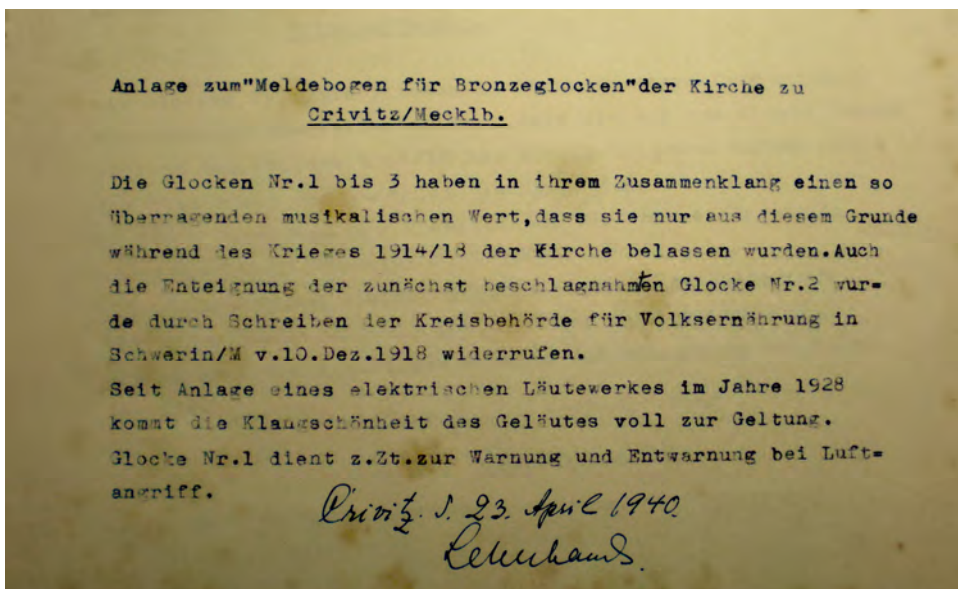 Anlage zum"Meldebogen für Bronzeglocken"der Kirche zu
Crivitz/Mecklb.
Die Glocken Nr.1 bis 3 haben in ihrem Zusammenklang einen so
überragenden musikalischen Wert,dass sie nur aus diesem Grunde
während des Krieges 1914/18 der Kirche belassen wurden.Auch
die Enteignung der zunächst beschlagnahmten Glocke Nr.2 wur=
de durch Schreiben der Kreisbehörde für Volksernährung in
Schwerin/M v.10.Dez.1918 widerrufen.
Seit Anlage eines elektrischen Läutewerkes im Jahre 1928
kommt die Klangschönheit des Geläutes voll zur Geltung.
Glocke Nr.1 dient z.Zt.zur Warnung und Entwarnung bei Luft=
angriff.
Crivitz. 23. April 1940.